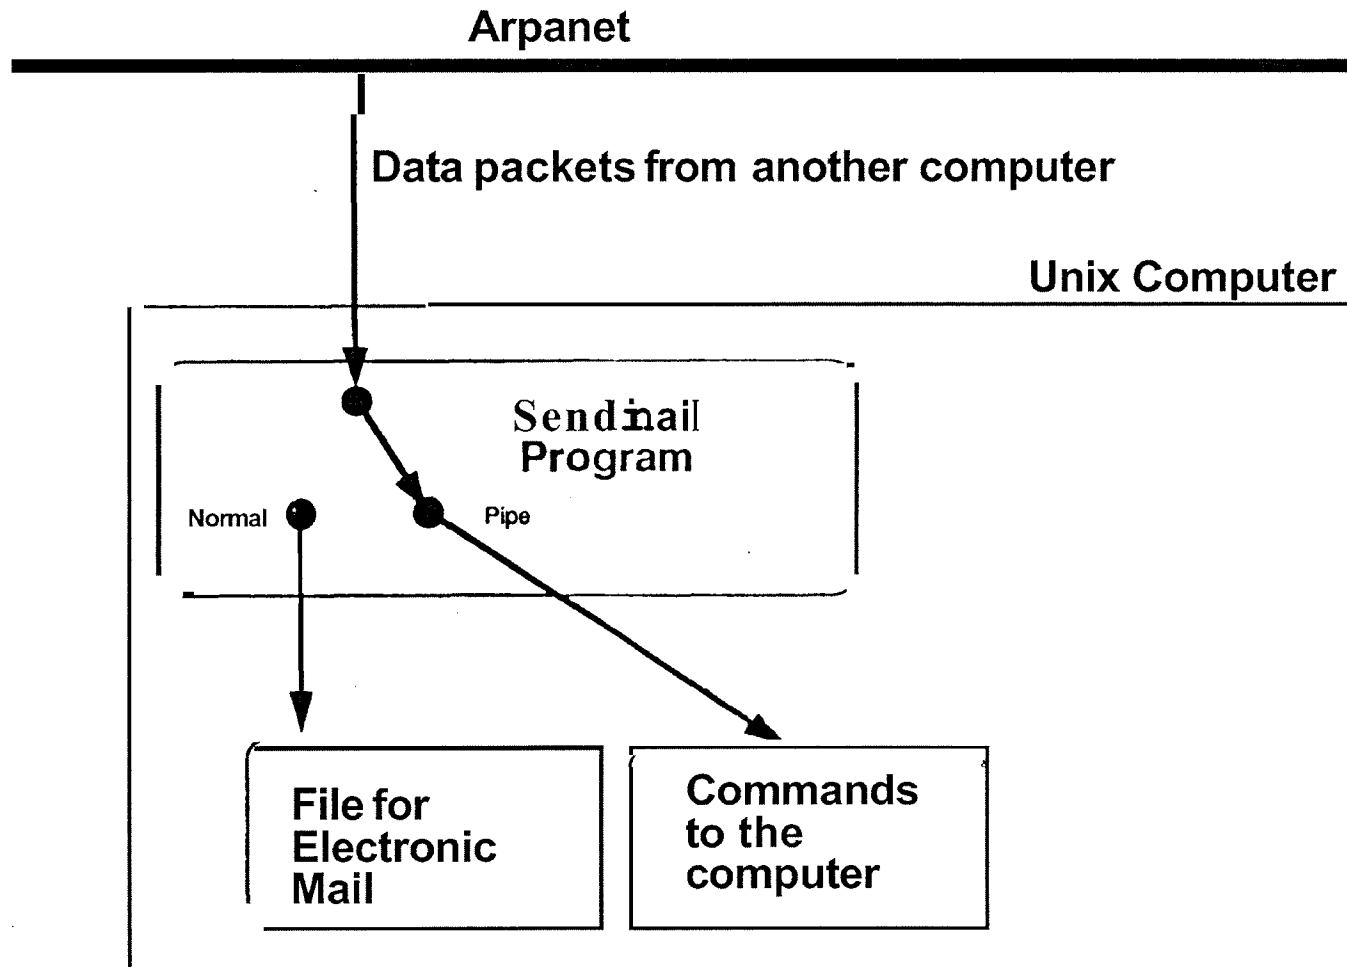 Arpanet
Data packets from another computer
Unix Computer
Sendmail
Program
Normal
Pipe
File for
Electronic
Mail
Commands
to the
computer